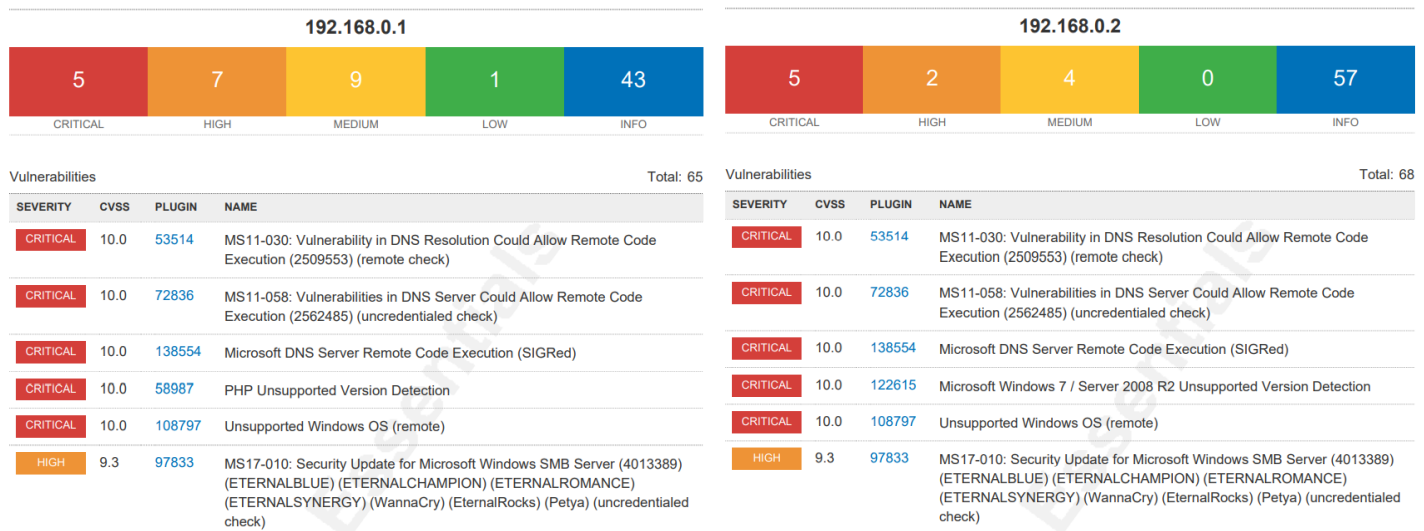 192.168.0.1
5 7 9 1 43
CRITICAL HIGH MEDIUM LOW INFO
Vulnerabilities Total: 65
SEVERITY CVSS PLUGIN NAME
CRITICAL 10.0 53514 MS11-030: Vulnerability in DNS Resolution Could Allow Remote Code
Execution (2509553) (remote check)
CRITICAL 10.0 72836 MS11-058: Vulnerabilities in DNS Server Could Allow Remote Code
Execution (2562485) (uncredentialed check)
CRITICAL 10.0 138554 Microsoft DNS Server Remote Code Execution (SIGRed)
CRITICAL 10.0 58987 PHP Unsupported Version Detection
CRITICAL 10.0 108797 Unsupported Windows OS (remote)
HIGH 9.3 97833 MS17-010: Security Update for Microsoft Windows SMB Server (4013389)
(ETERNALBLUE) (ETERNALCHAMPION) (ETERNALROMANCE)
(ETERNALSYNERGY) (WannaCry) (EternalRocks) (Petya) (uncredentialed
check)
Essentials
192.168.0.2
5 2 4 0 57
CRITICAL HIGH MEDIUM LOW INFO
Vulnerabilities Total: 68
SEVERITY CVSS PLUGIN NAME
CRITICAL 10.0 53514 MS11-030: Vulnerability in DNS Resolution Could Allow Remote Code
Execution (2509553) (remote check)
CRITICAL 10.0 72836 MS11-058: Vulnerabilities in DNS Server Could Allow Remote Code
Execution (2562485) (uncredentialed check)
CRITICAL 10.0 138554 Microsoft DNS Server Remote Code Execution (SIGRed)
CRITICAL 10.0 122615 Microsoft Windows 7 / Server 2008 R2 Unsupported Version Detection
CRITICAL 10.0 108797 Unsupported Windows OS (remote)
HIGH 9.3 97833 MS17-010: Security Update for Microsoft Windows SMB Server (4013389)
(ETERNALBLUE) (ETERNALCHAMPION) (ETERNALROMANCE)
(ETERNALSYNERGY) (WannaCry) (EternalRocks) (Petya) (uncredentialed
check)
Essentials